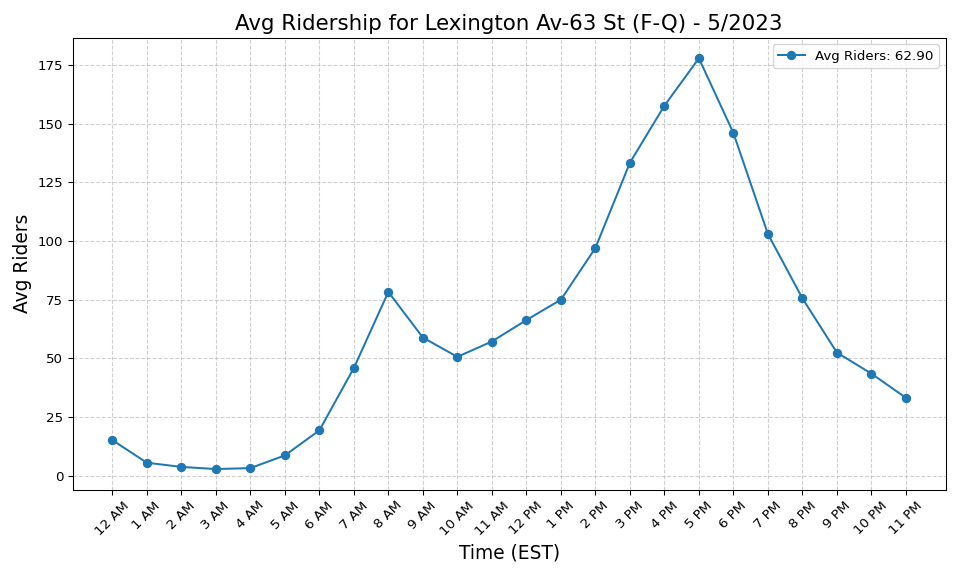 Avg Ridership for Lexington Av-63 St (F-Q) - 5/2023
Avg Riders: 62.90
Avg Riders
175
150
125
100
75
50
25
0
12 AM
1 AM
2 AM
3 AM
4 AM
5 AM
6 AM
7 AM
8 AM
9 AM
10 AM
11 AM
12 PM
1 PM
2 PM
3 PM
4 PM
5 PM
6 PM
7 PM
8 PM
9 PM
10 PM
11 PM
Time (EST)